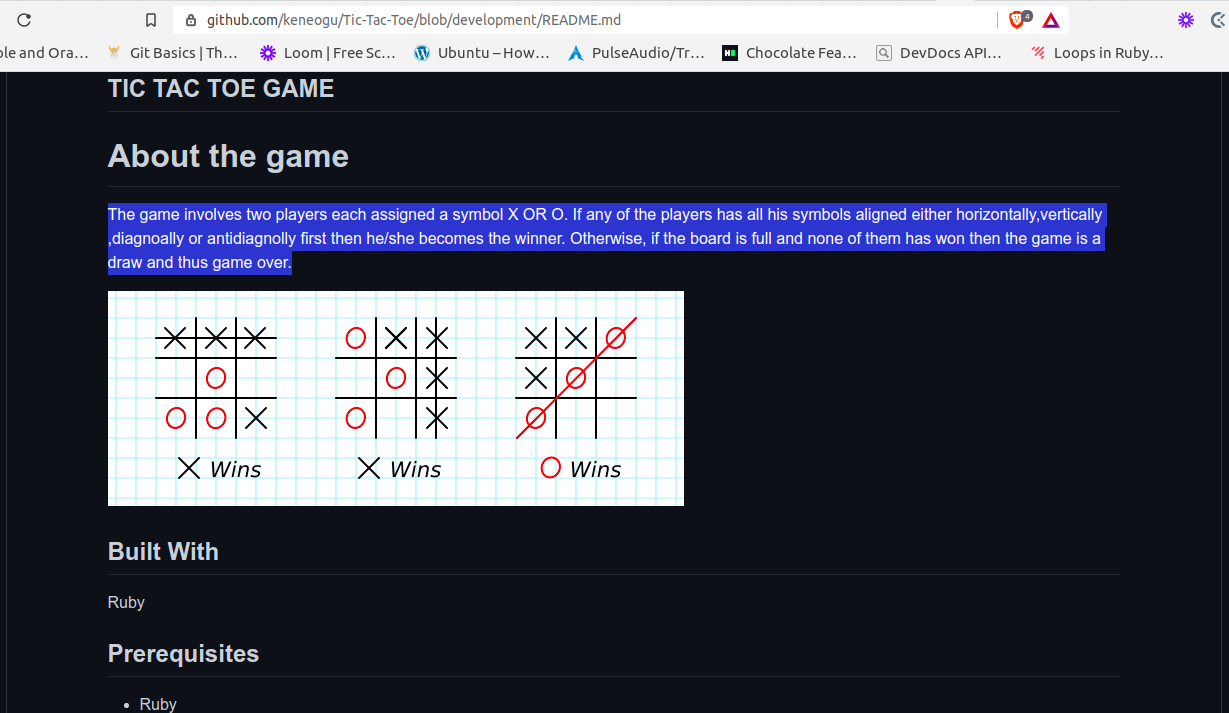 github.com/keneogu/Tic-Tac-Toe/blob/development/README.md
4
ple and Ora... Git Basics | Th... Loom | Free Sc... Ubuntu – How... PulseAudio/Tr... Chocolate Fea... DevDocs API... Loops in Ruby...
TIC TAC TOE GAME
About the game
The game involves two players each assigned a symbol X OR O. If any of the players has all his symbols aligned either horizontally,vertically
,diagnoally or antidiagnolly first then he/she becomes the winner. Otherwise, if the board is full and none of them has won then the game is a
draw and thus game over.
X X X O X X X X O
O O X X O
O O X O X O
X Wins X Wins O Wins
Built With
Ruby
Prerequisites
• Ruby